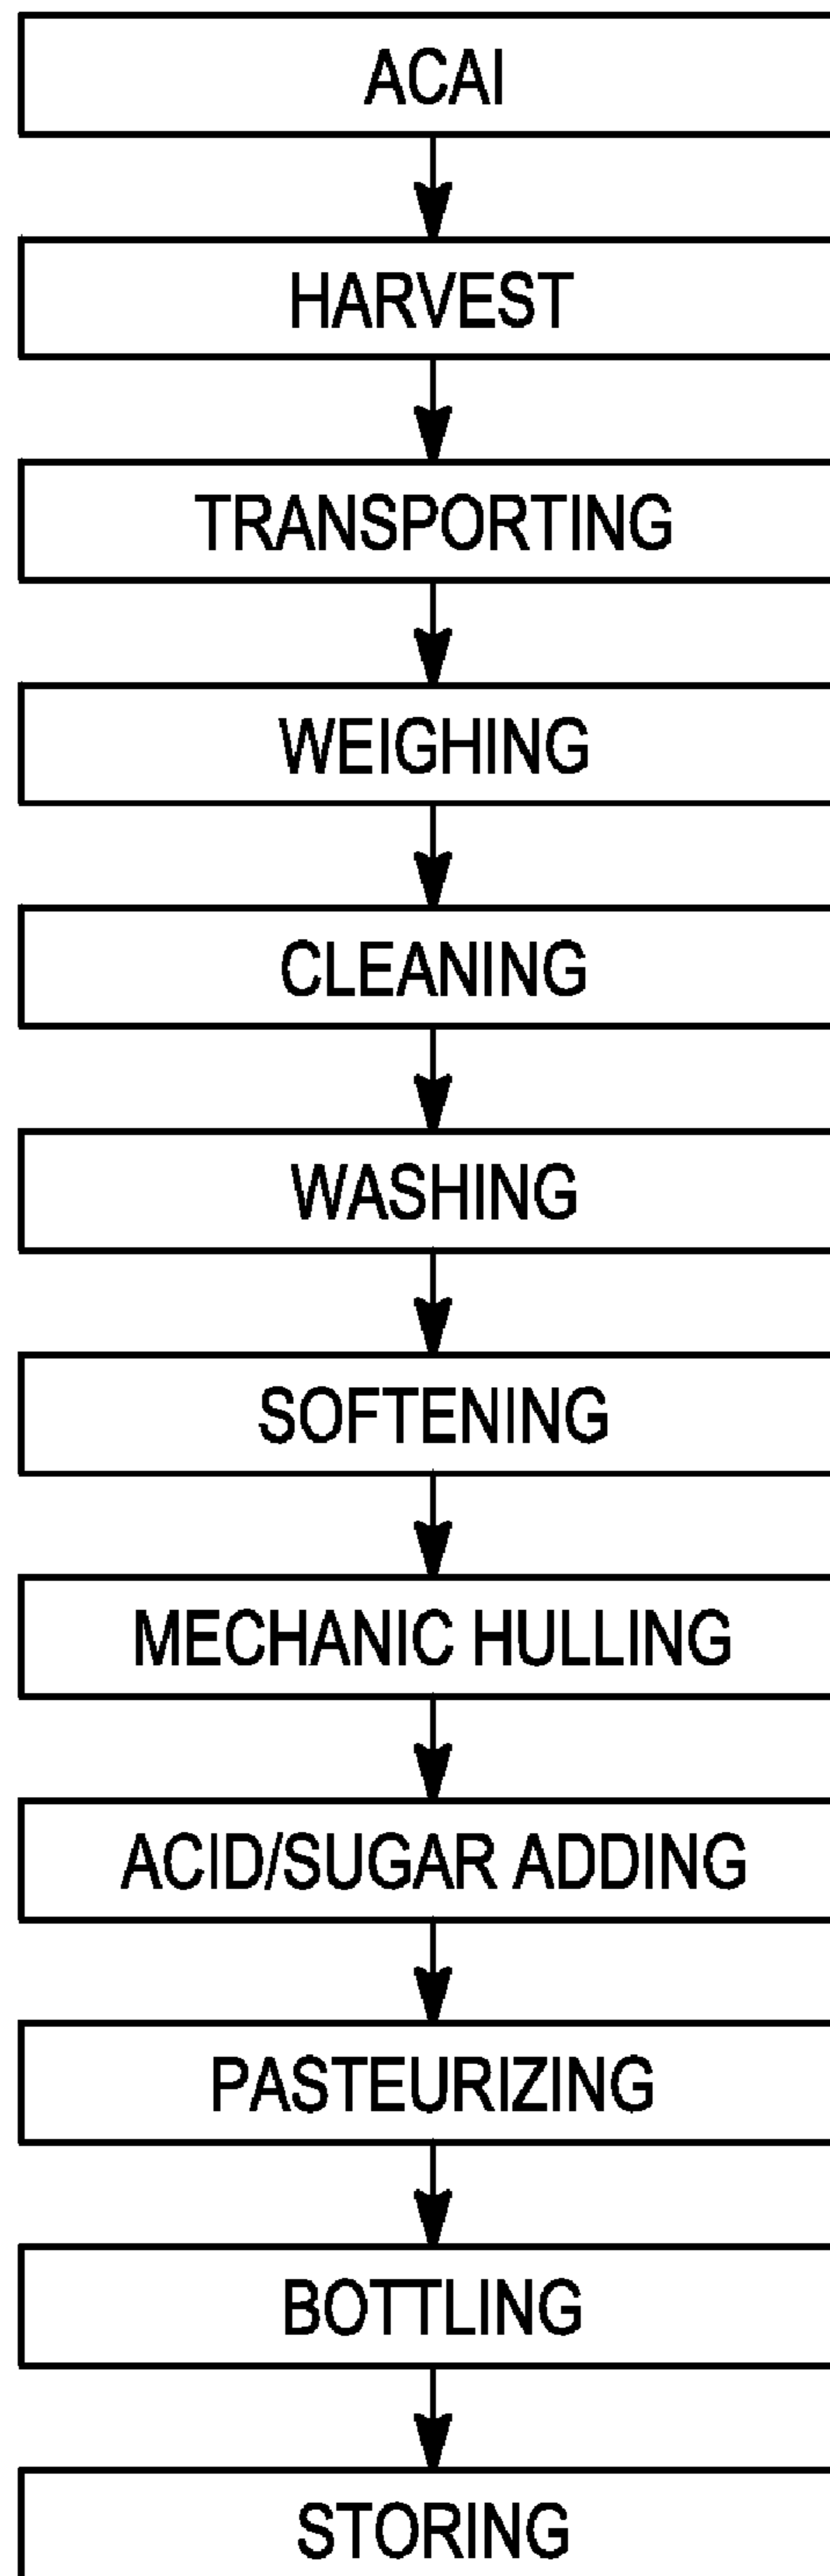 ACAI
HARVEST
TRANSPORTING
WEIGHING
CLEANING
WASHING
SOFTENING
MECHANIC HULLING
ACID/SUGAR ADDING
PASTEURIZING
BOTTLING
STORING